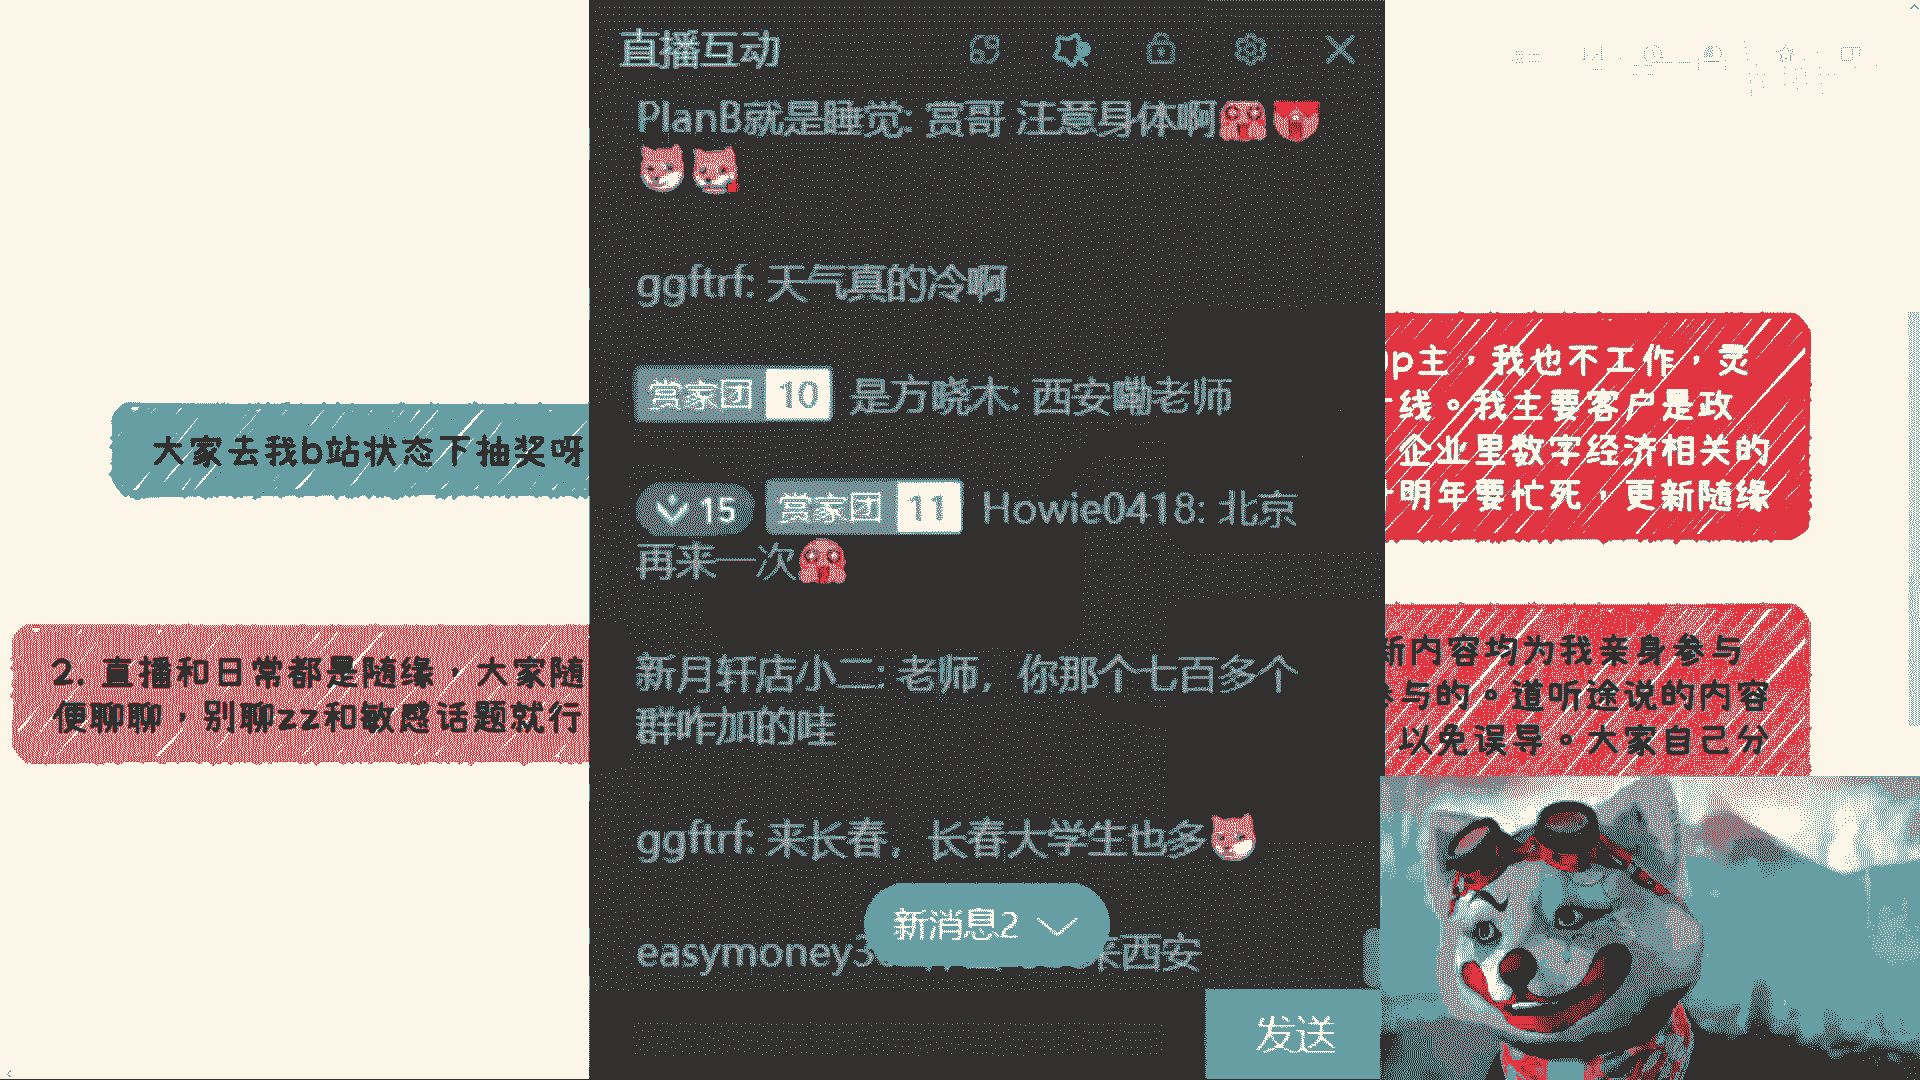 直播互动
PlanB就是睡觉: 赏哥 注意身体啊
ggftrf: 天气真的冷啊
赏家团 10 是方晓木: 西安嘞老师
15 赏家团 11 Howie0418: 北京
再来一次
新月轩店小二: 老师，你那个七百多个
群咋加的哇
ggftrf: 来长春，长春大学生也多
easymoney3
来西安
新消息2
发送
大家去我b站状态下抽奖呀
2. 直播和日常都是随缘，大家随
便聊聊，别聊zz和敏感话题就行
p主，我也不工作，灵
线。我主要客户是政
企业里数字经济相关的
明年要忙死，更新随缘
新内容均为我亲身参与
参与的。道听途说的内容
以免误导。大家自己分